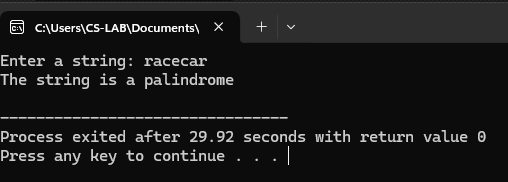 C:\Users\CS-LAB\Documents\
Enter a string: racecar
The string is a palindrome
--------------------------------
Process exited after 29.92 seconds with return value 0
Press any key to continue . . .